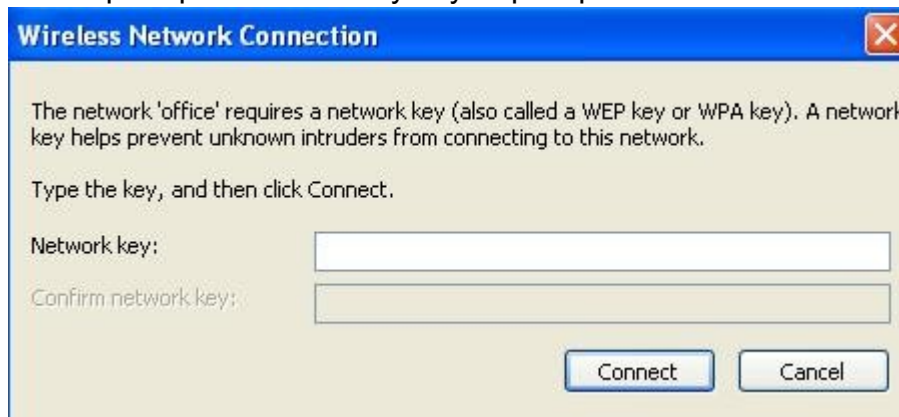 Wireless Network Connection
The network 'office' requires a network key (also called a WEP key or WPA key). A network
key helps prevent unknown intruders from connecting to this network.
Type the key, and then click Connect.
Network key:
Confirm network key:
Connect Cancel